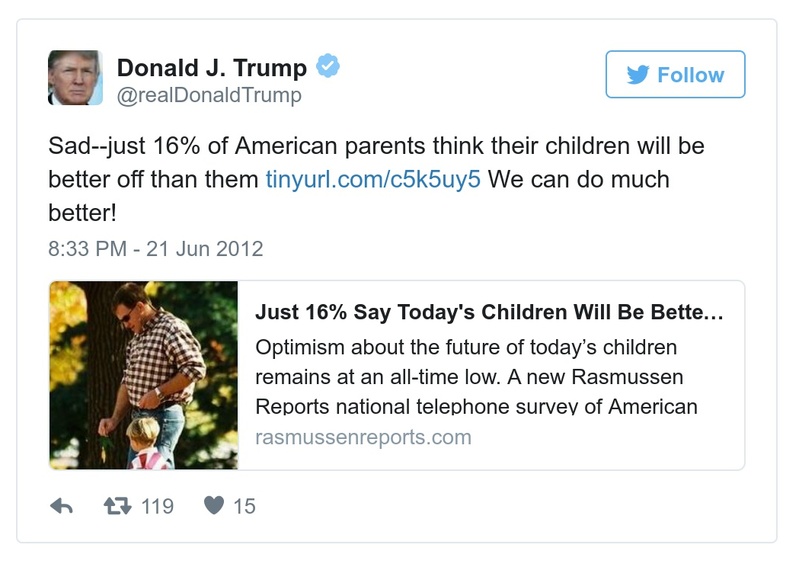 Donald J. Trump
@realDonaldTrump
Follow
Sad--just 16% of American parents think their children will be
better off than them tinyurl.com/c5k5uy5 We can do much
better!
8:33 PM - 21 Jun 2012
Just 16% Say Today's Children Will Be Bette...
Optimism about the future of today’s children
remains at an all-time low. A new Rasmussen
Reports national telephone survey of American
rasmussenreports.com
119
15